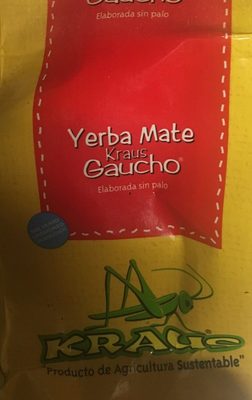 Gaucho
Elaborada sin palo
Yerba Mate
Kraus
Gaucho®
Elaborada sin palo
KRAUS
"Producto de Agricultura Sustentable"